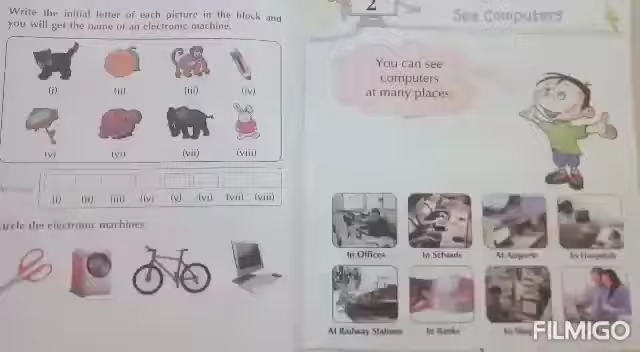 Write the initial letter of each picture in the block and
you will get the name of an electronic machine.
(i) (ii) (iii) (iv)
(v) (vi) (vii) (viii)
(i) (ii) (iii) (iv) (v) (vi) (vii) (viii)
the electronic machines
2
See Computers
You can see
computers
at many places
In Offices In Schools At Airports In Hospitals
At Railway Stations In Banks In
FILMIGO